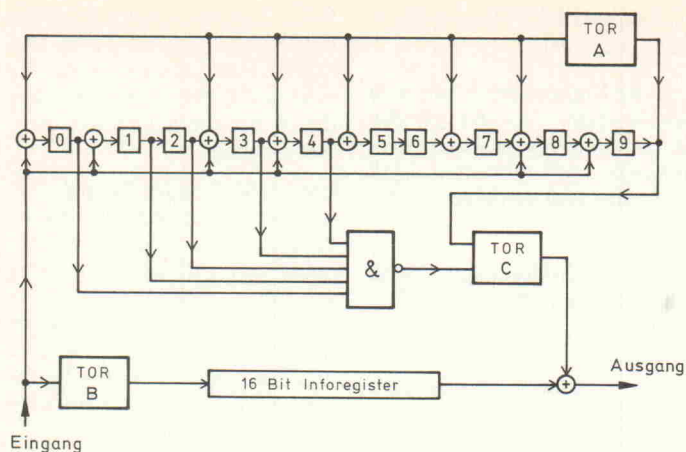 TOR
A
0
1
2
3
4
5
6
7
8
9
&
TOR
C
TOR
B
16 Bit Inforegister
Ausgang
Eingang